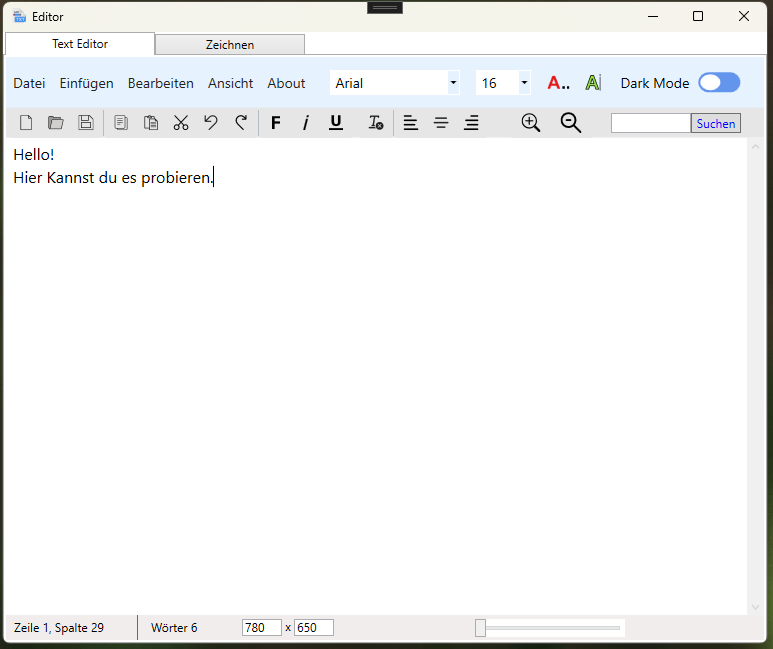 Editor
Text Editor
Zeichnen
Datei Einfügen Bearbeiten Ansicht About Arial 16 A.. A Dark Mode
F i U Suchen
Hello!
Hier Kannst du es probieren.
Zeile 1, Spalte 29 Wörter 6 780 x 650